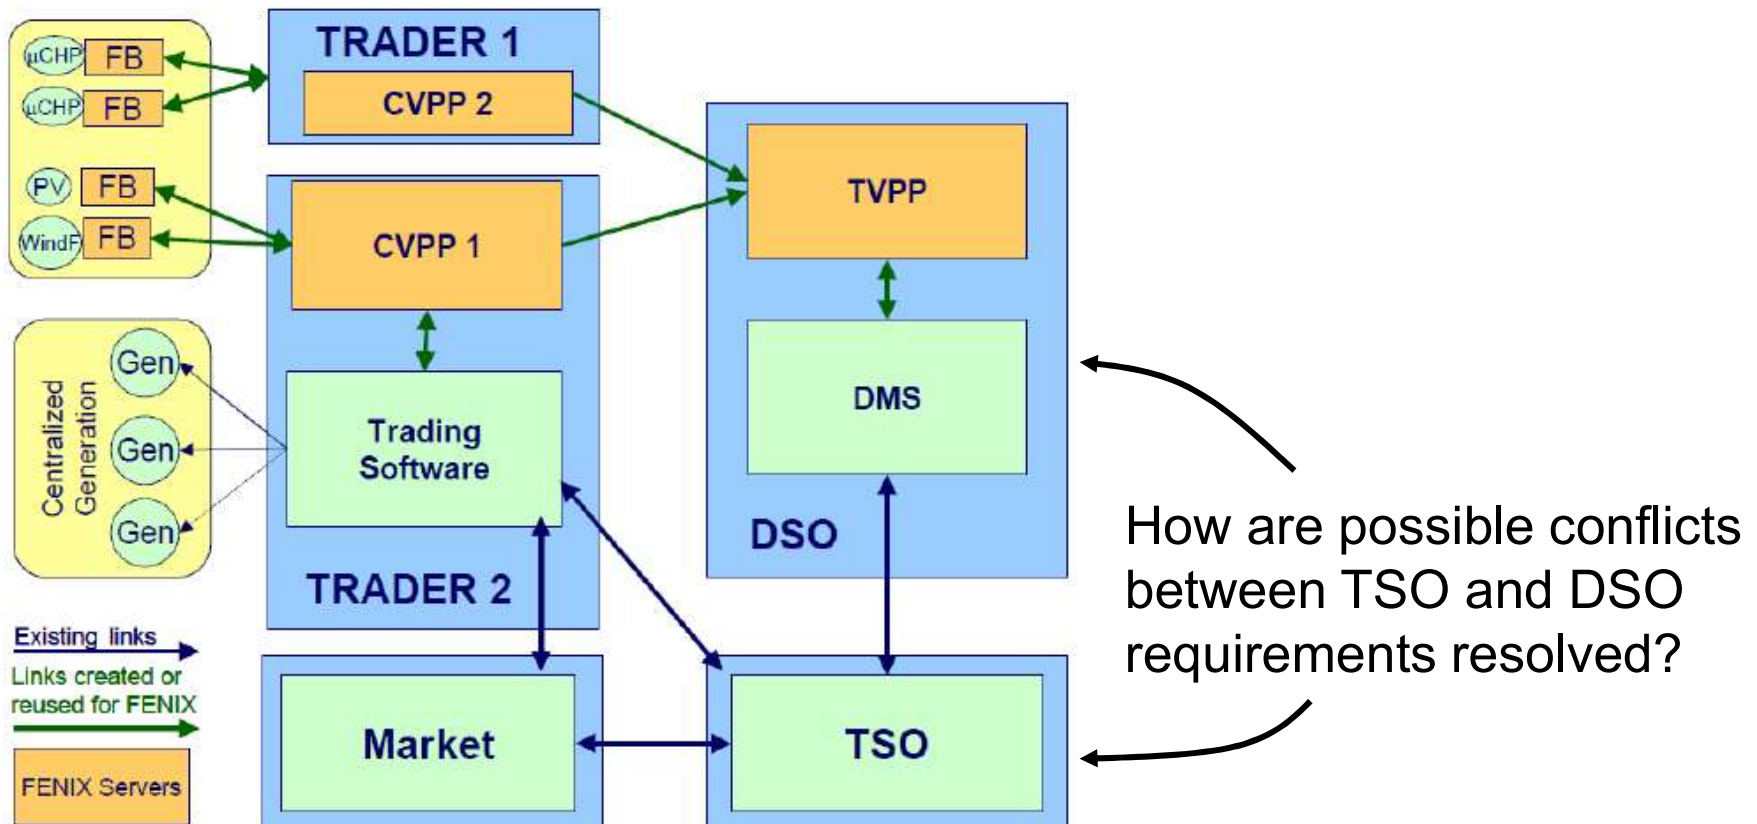 μCHP FB
μCHP FB
PV FB
WindF FB
TRADER 1
CVPP 2
CVPP 1
Trading
Software
TRADER 2
TVPP
DMS
DSO
Centralized
Generation
Gen
Gen
Gen
Existing links
Links created or
reused for FENIX
FENIX Servers
Market
TSO
How are possible conflicts
between TSO and DSO
requirements resolved?